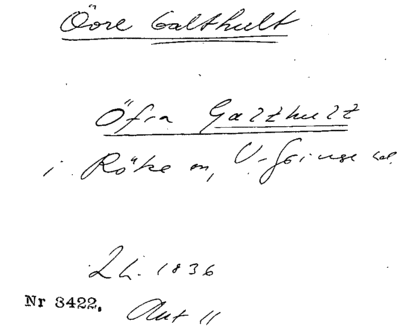 Övre Galthult
Öfra Galthult
i Röke sn, V. Göinge hd.
Lh. 1836
Nr 3422. Akt 11